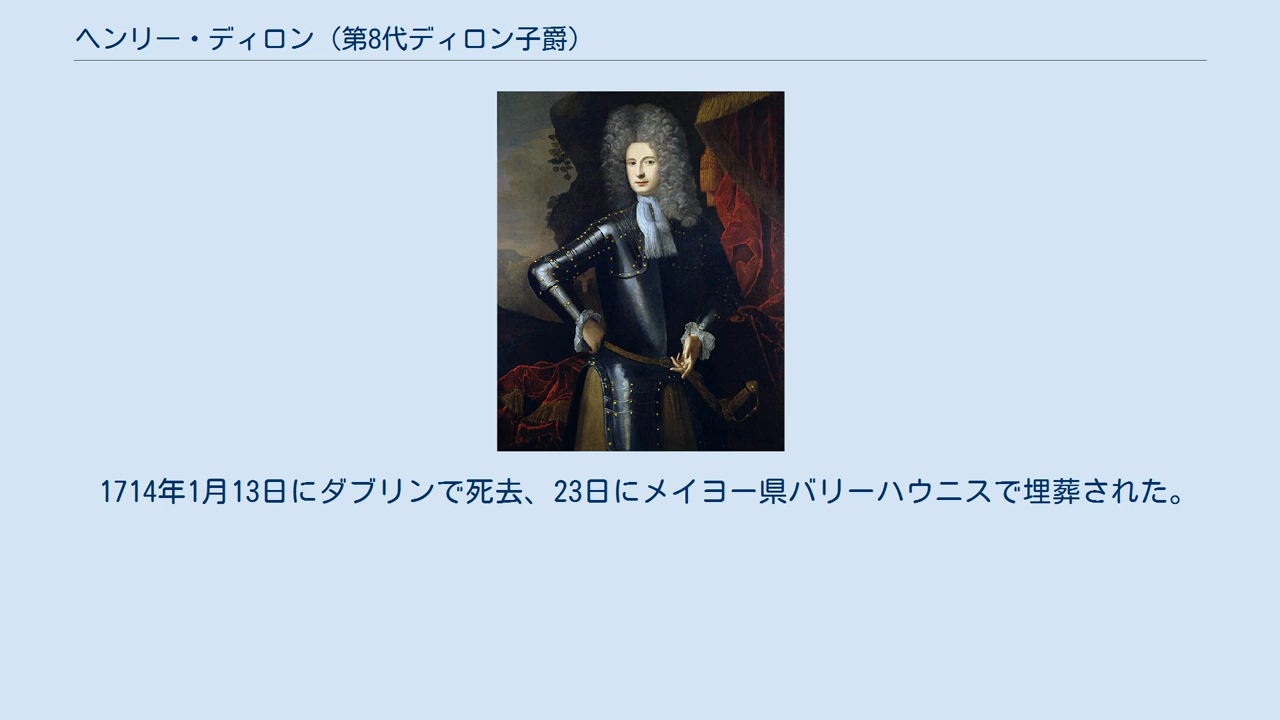 ヘンリー・ディロン（第8代ディロン子爵）
1714年1月13日にダブリンで死去、23日にメイヨー県バリーハウニスで埋葬された。